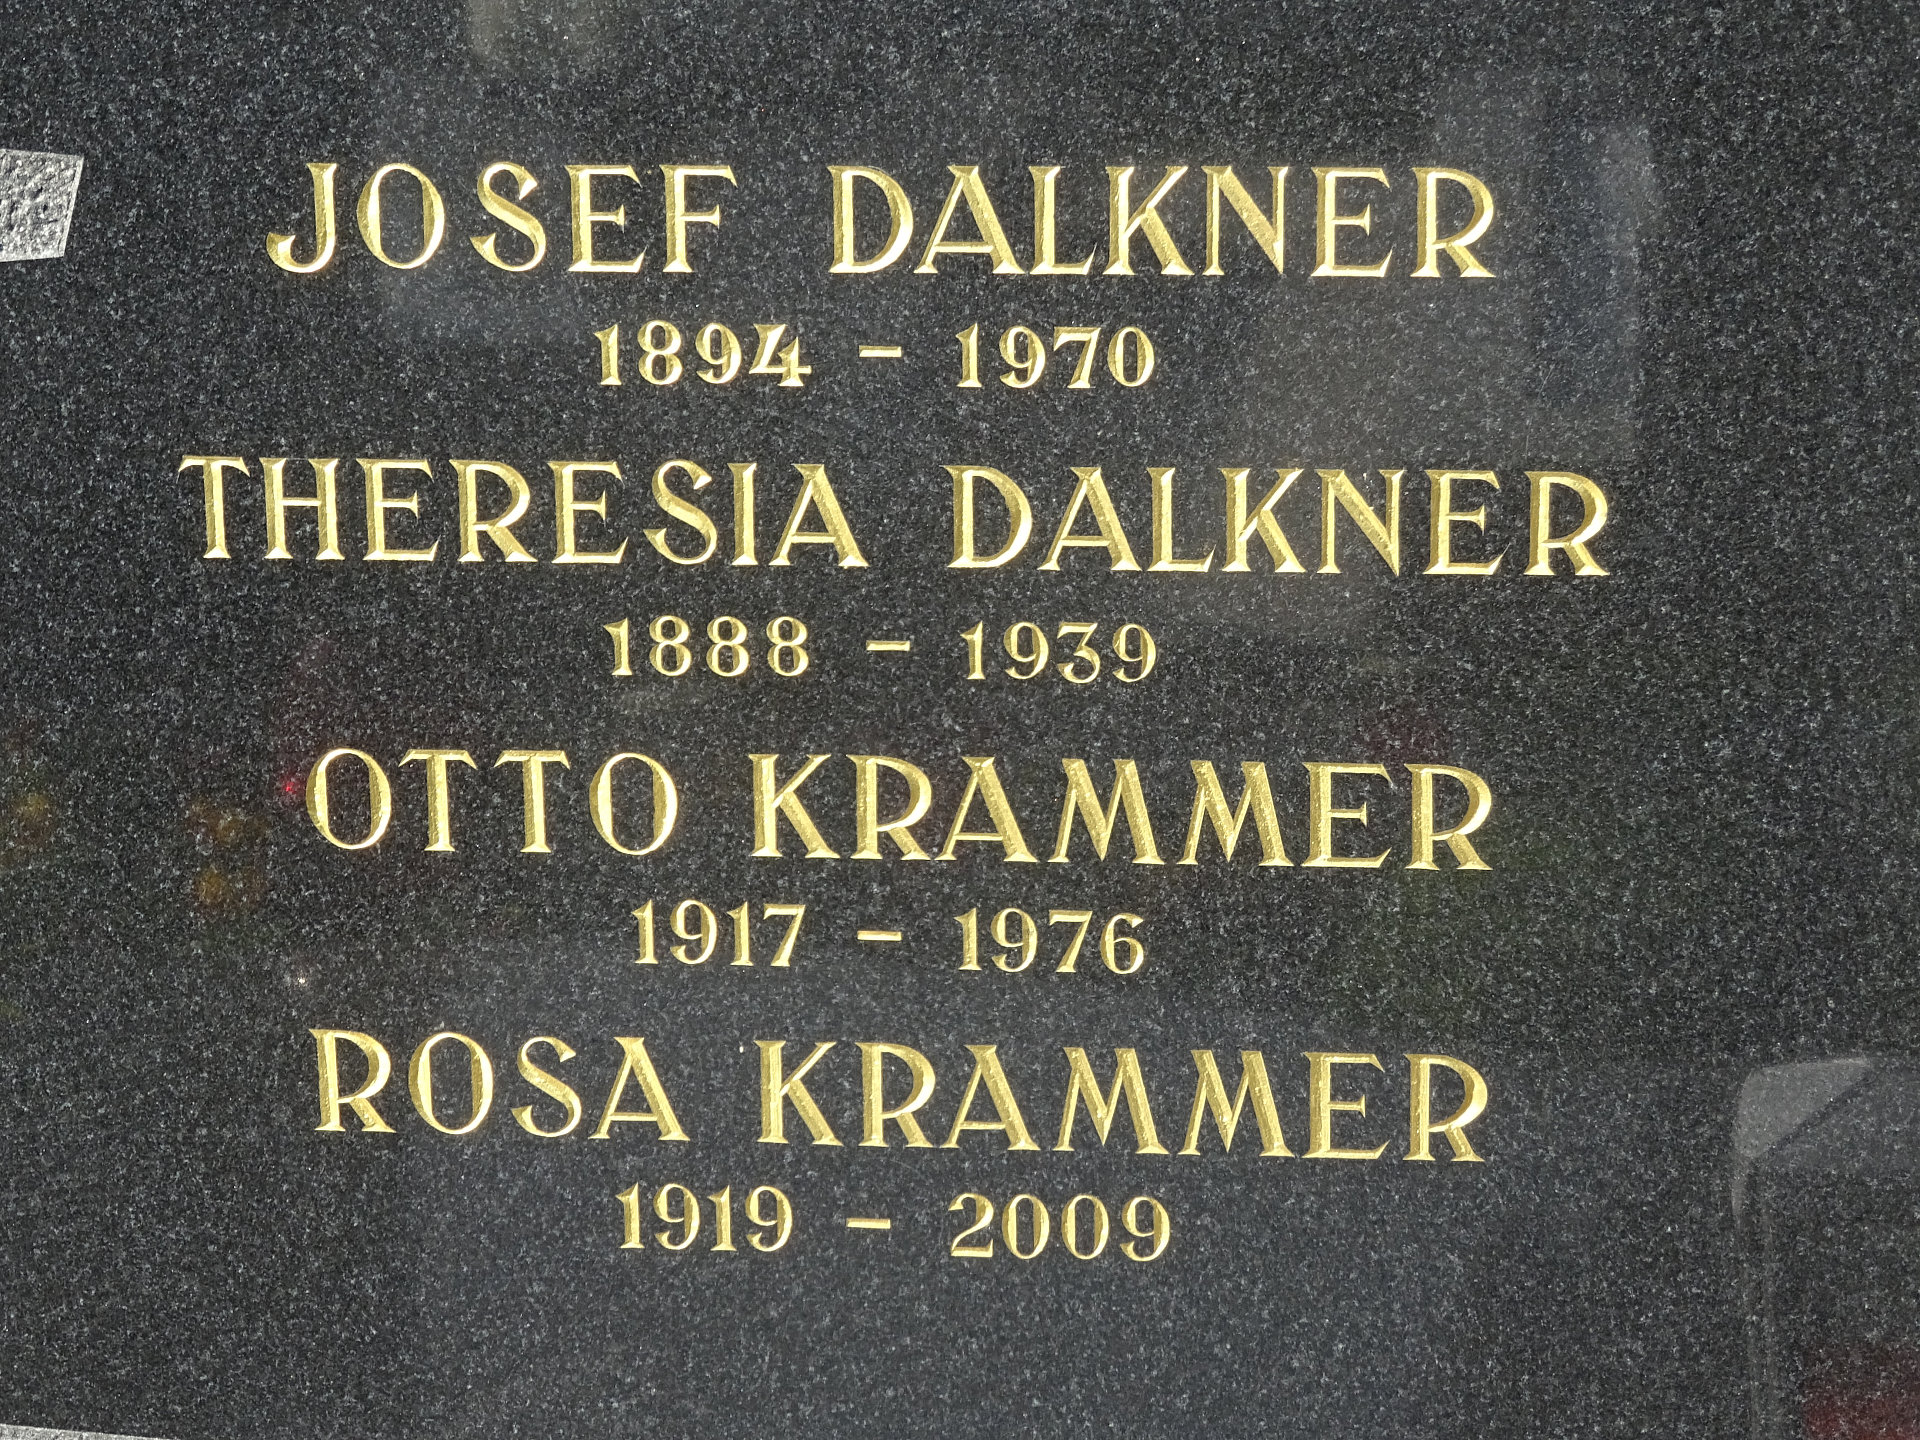 JOSEF DALKNER
1894 - 1970
THERESIA DALKNER
1888 - 1939
OTTO KRAMMER
1917 - 1976
ROSA KRAMMER
1919 - 2009